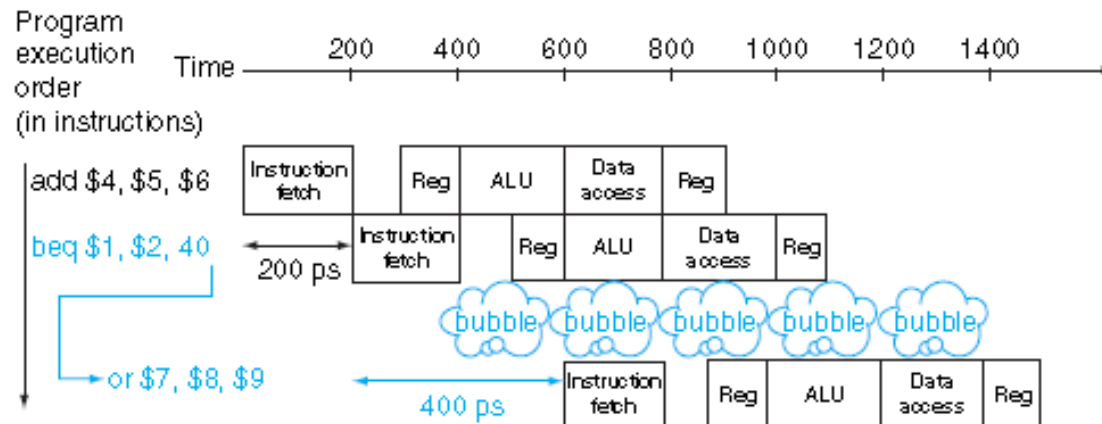 Program
execution
order
(in instructions)
Time
200 400 600 800 1000 1200 1400
add $4, $5, $6
Instruction
fetch
Reg
ALU
Data
access
Reg
beq $1, $2, 40
200 ps
Instruction
fetch
Reg
ALU
Data
access
Reg
bubble bubble bubble bubble bubble
or $7, $8, $9
400 ps
Instruction
fetch
Reg
ALU
Data
access
Reg